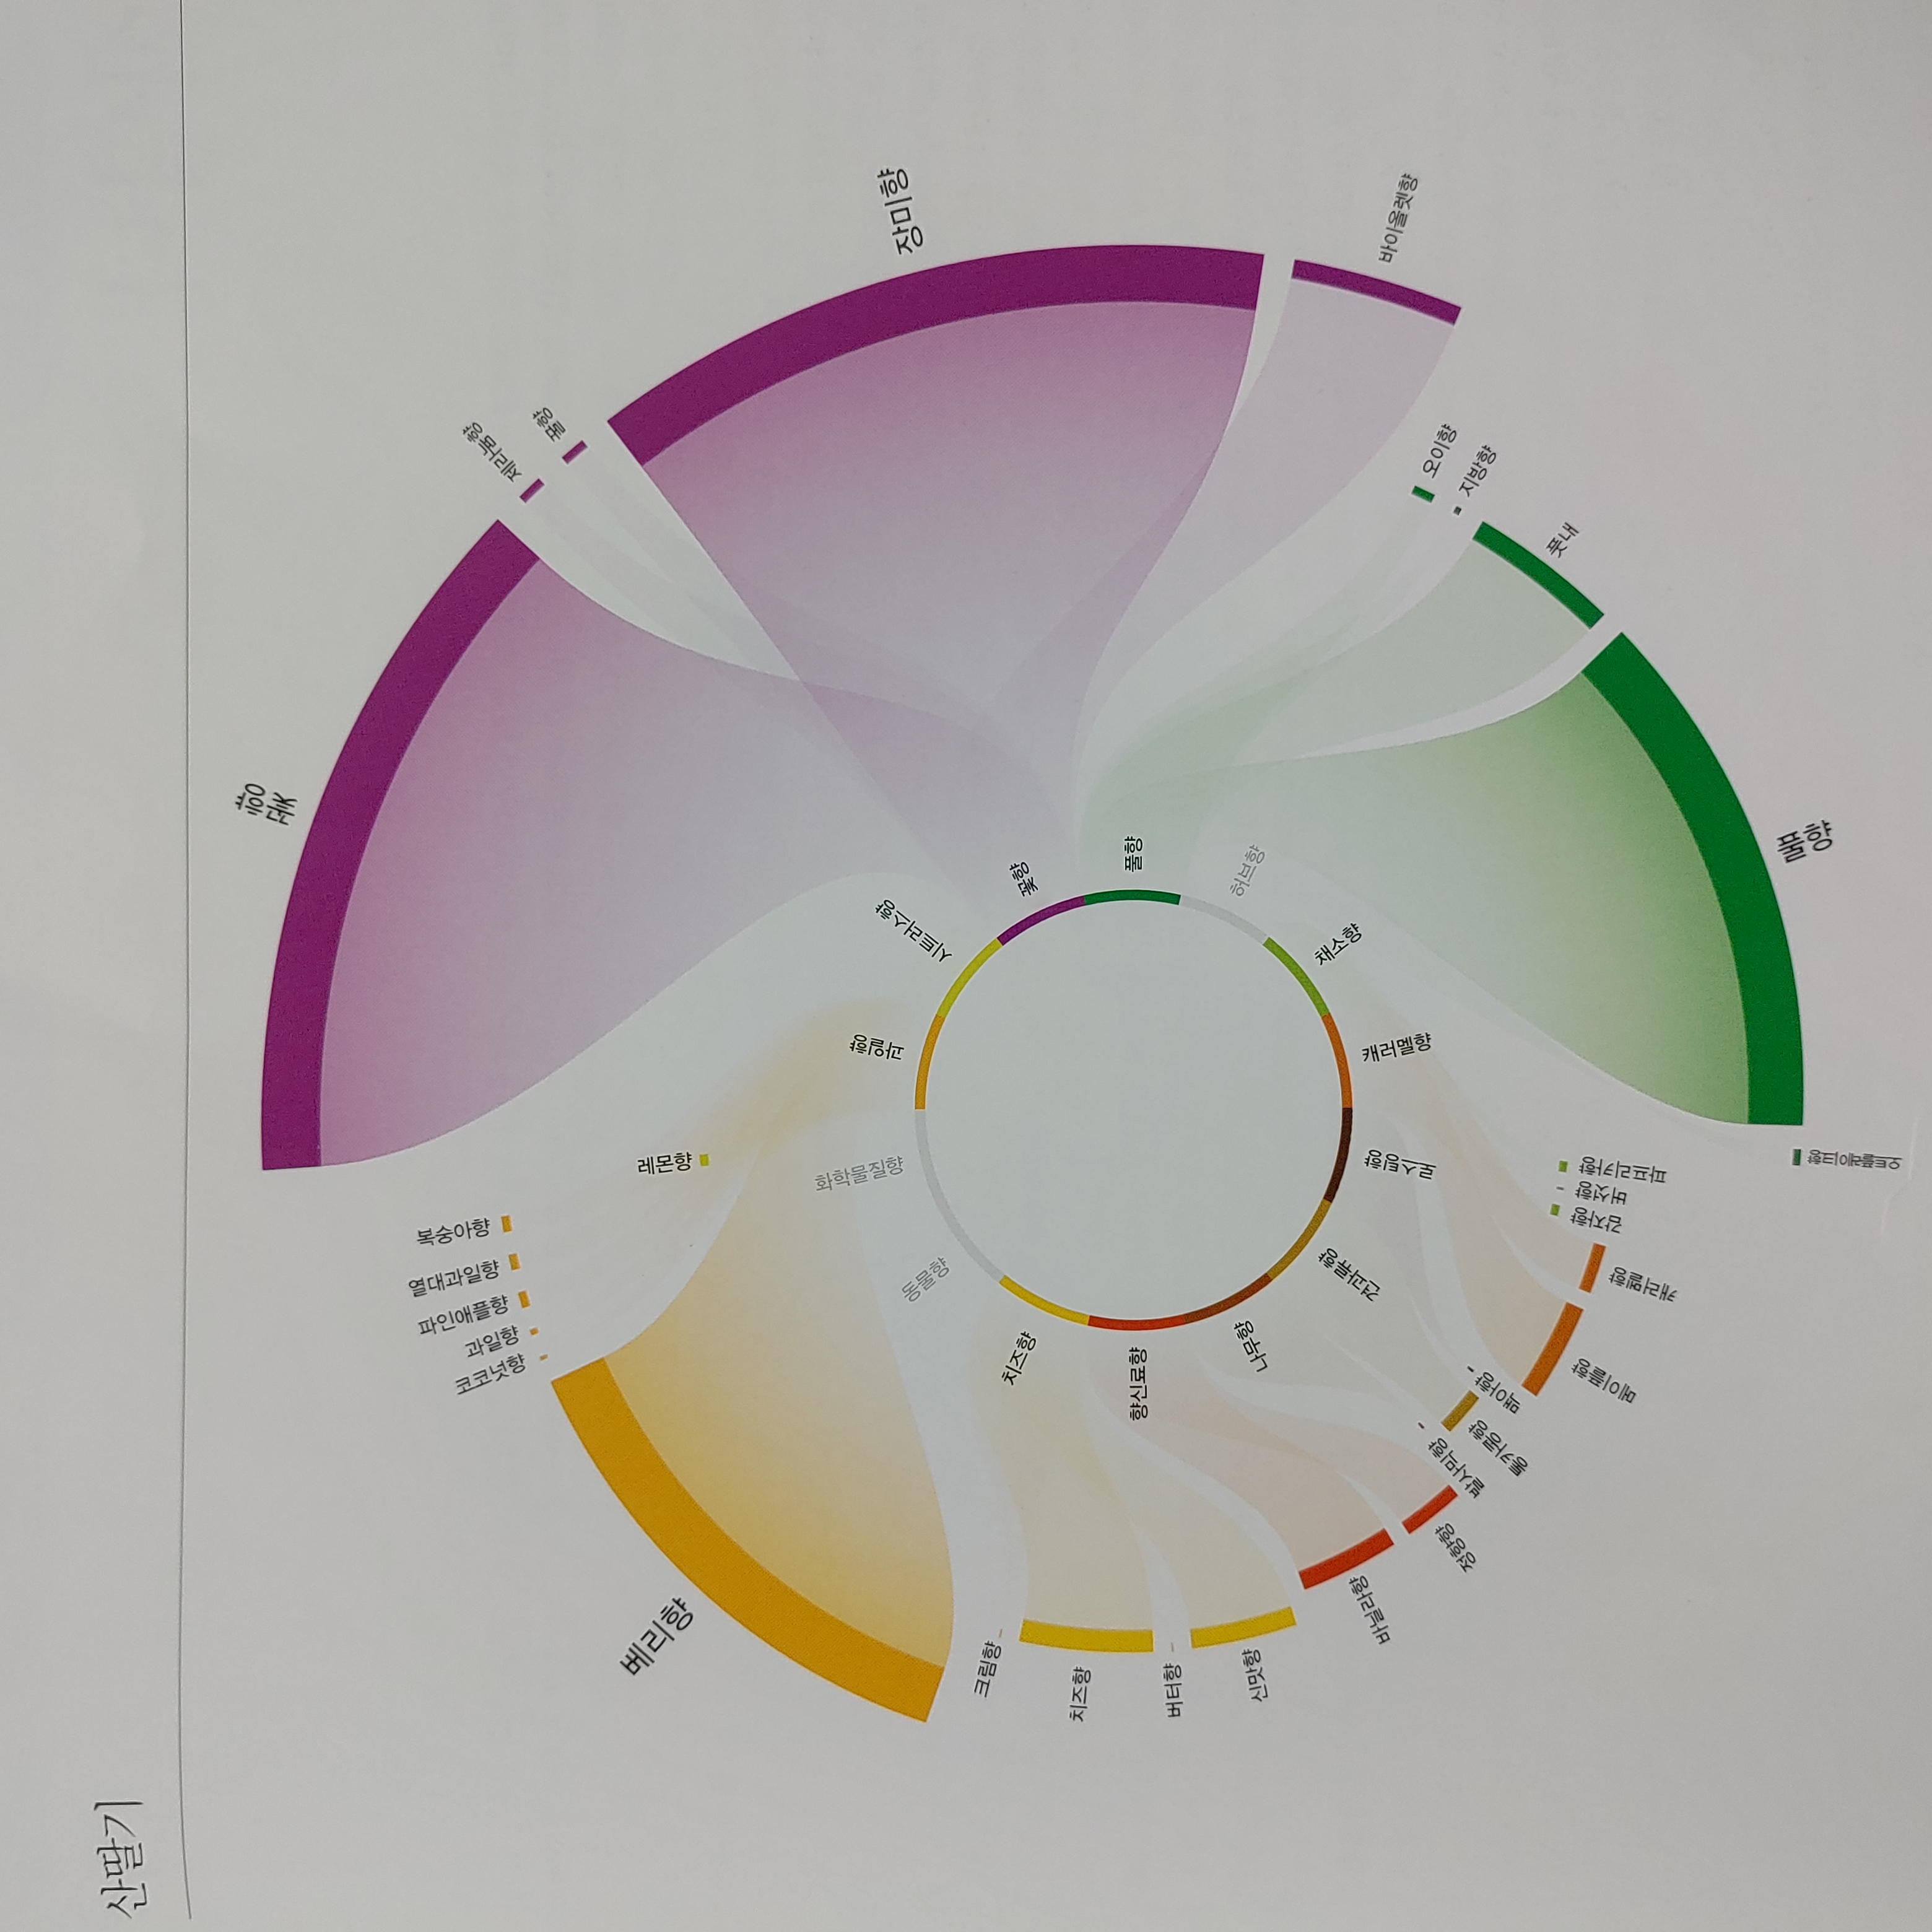 산딸기
꽃향
제라늄향
꿀향
장미향
바이올렛향
오이향
지방향
풋내
풀향
오트플레이크향
파프리카향
버섯향
감자향
캐러멜향
메이플향
맥아향
통카콩향
발사믹향
정향향
바닐라향
신맛향
버터향
치즈향
크림향
베리향
코코넛향
과일향
파인애플향
열대과일향
복숭아향
레몬향
과일향
시트러스향
꽃향
풀향
허브향
채소향
캐러멜향
로스팅향
견과류향
나무향
향신료향
치즈향
동물향
화학물질향